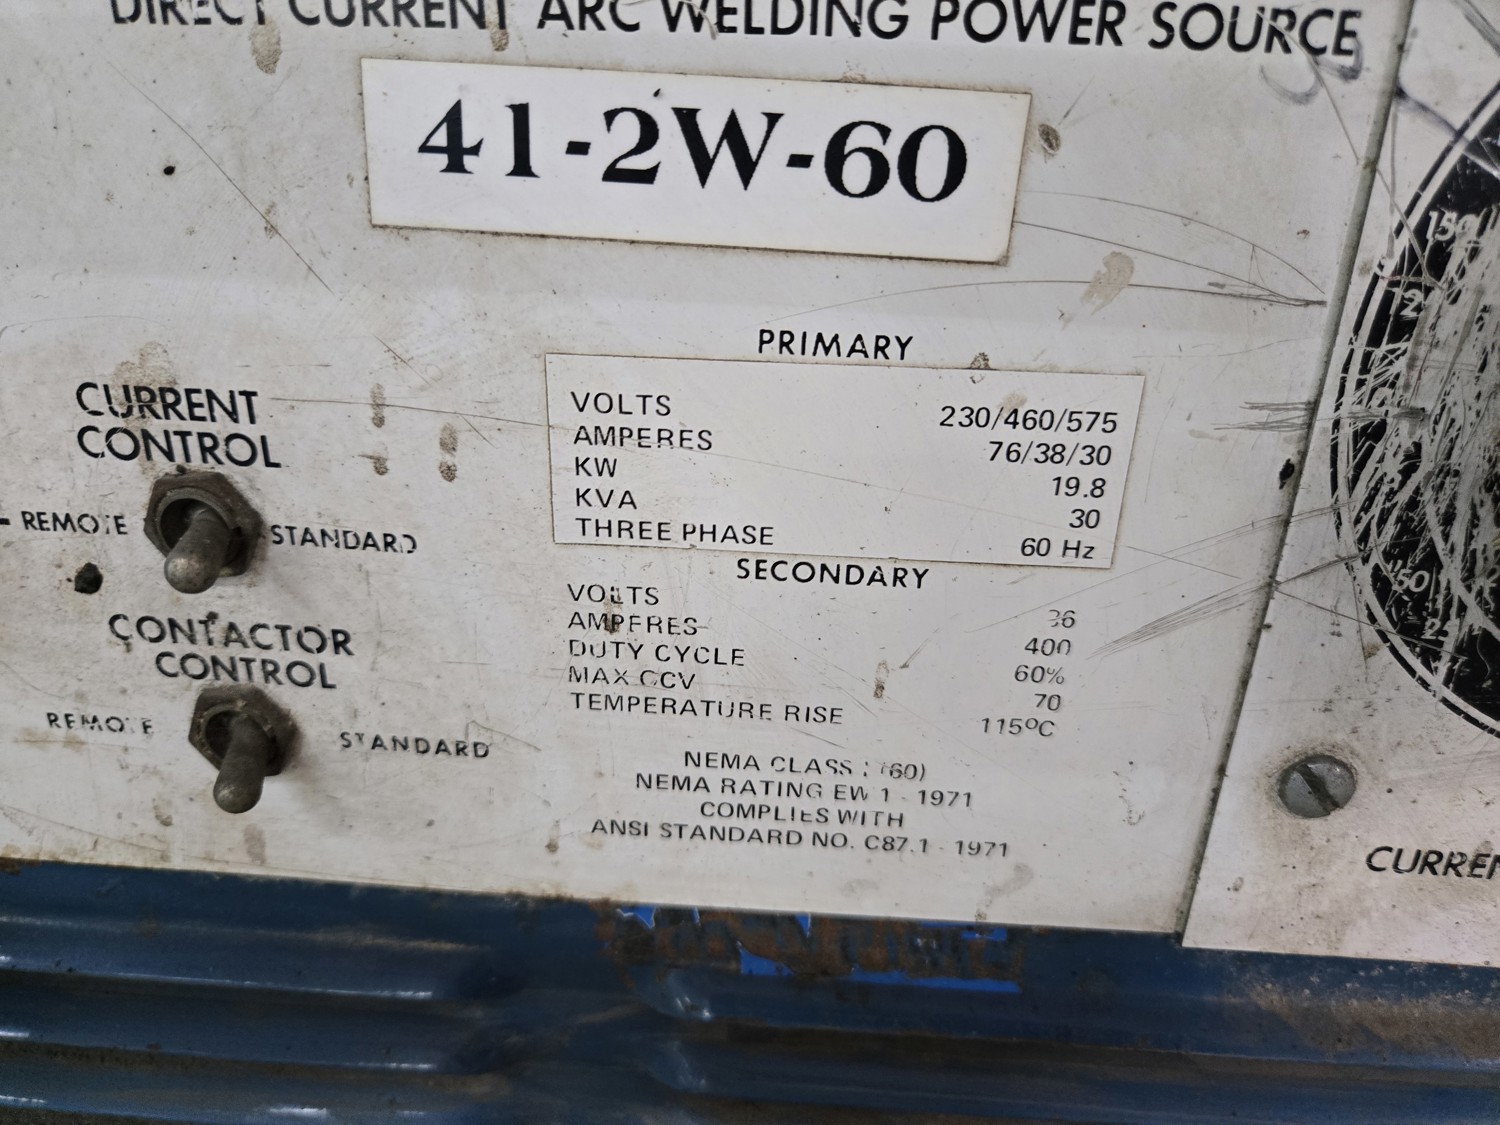 DIRECT CURRENT ARC WELDING POWER SOURCE
41-2W-60
PRIMARY
VOLTS 230/460/575
AMPERES 76/38/30
KW 19.8
KVA 30
THREE PHASE 60 Hz
SECONDARY
VOLTS 36
AMPERES 400
DUTY CYCLE 60%
MAX OCV 70
TEMPERATURE RISE 115°C
NEMA CLASS (60)
NEMA RATING EW 1 - 1971
COMPLIES WITH
ANSI STANDARD NO. C87.1 - 1971
CURRENT
CONTROL
REMOTE STANDARD
CONTACTOR
CONTROL
REMOTE STANDARD
150